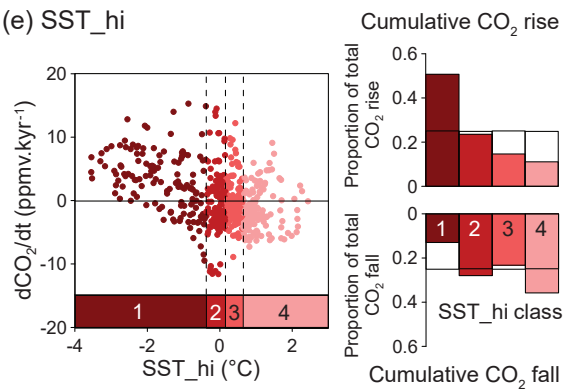 (e) SST_hi
Cumulative CO₂ rise
dCO₂/dt (ppmv.kyr⁻¹)
20
10
0
-10
-20
1 2 3 4
-4 -2 0 2
SST_hi (°C)
Proportion of total
CO₂ rise
0.6
0.4
0.2
0
Proportion of total
CO₂ fall
0
0.2
0.4
0.6
1 2 3 4
SST_hi class
Cumulative CO₂ fall